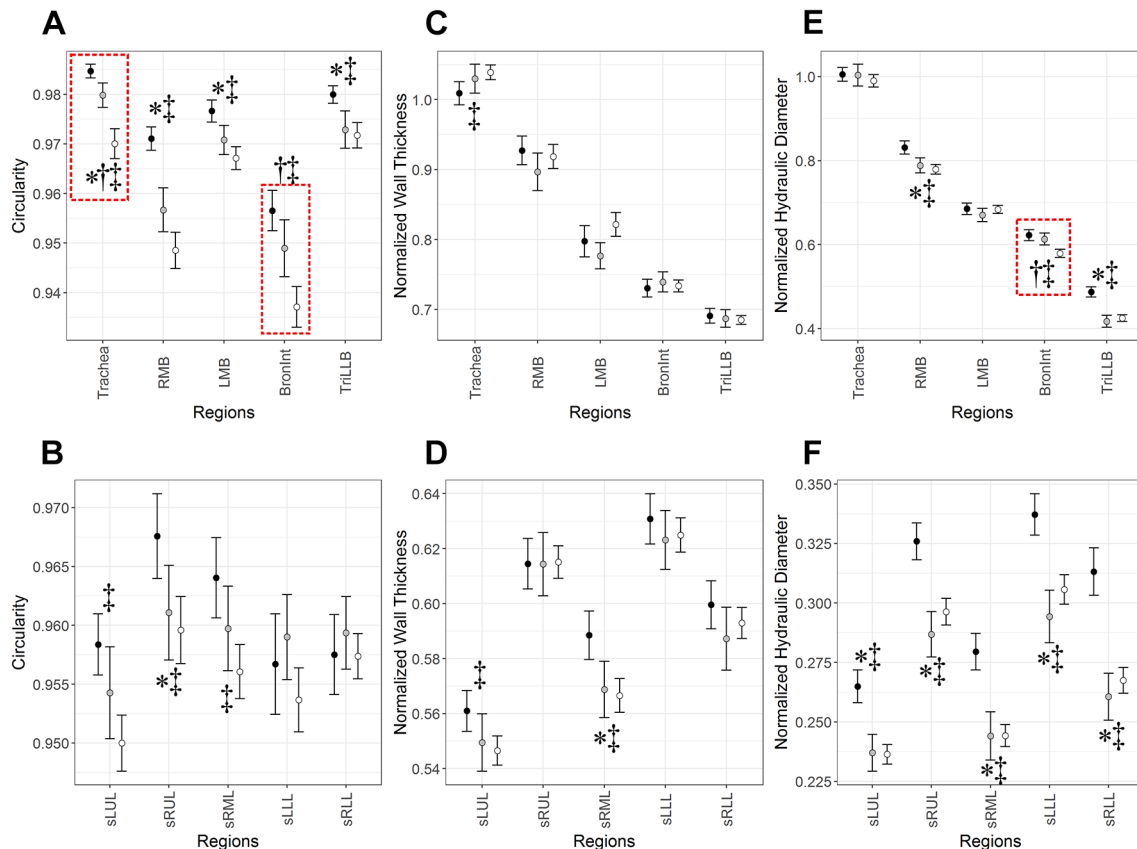 A
Circularity
0.98
0.97
0.96
0.95
0.94
*‡
*‡
*‡
*†‡
†‡
Trachea
RMB
LMB
BronInt
TriLLB
Regions
C
Normalized Wall Thickness
1.0
0.9
0.8
0.7
‡
Trachea
RMB
LMB
BronInt
TriLLB
Regions
E
Normalized Hydraulic Diameter
1.0
0.8
0.6
0.4
*‡
†‡
*‡
Trachea
RMB
LMB
BronInt
TriLLB
Regions
B
Circularity
0.970
0.965
0.960
0.955
0.950
‡
*‡
‡
sLUL
sRUL
sRML
sLLL
sRLL
Regions
D
Normalized Wall Thickness
0.64
0.62
0.60
0.58
0.56
0.54
‡
*‡
sLUL
sRUL
sRML
sLLL
sRLL
Regions
F
Normalized Hydraulic Diameter
0.350
0.325
0.300
0.275
0.250
0.225
*‡
*‡
*‡
*‡
*‡
sLUL
sRUL
sRML
sLLL
sRLL
Regions